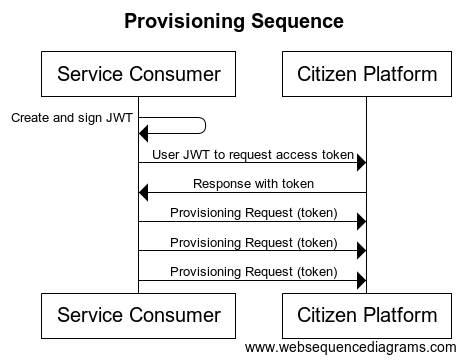 Provisioning Sequence
Service Consumer
Citizen Platform
Create and sign JWT
User JWT to request access token
Response with token
Provisioning Request (token)
Provisioning Request (token)
Provisioning Request (token)
Service Consumer
Citizen Platform
www.websequencediagrams.com